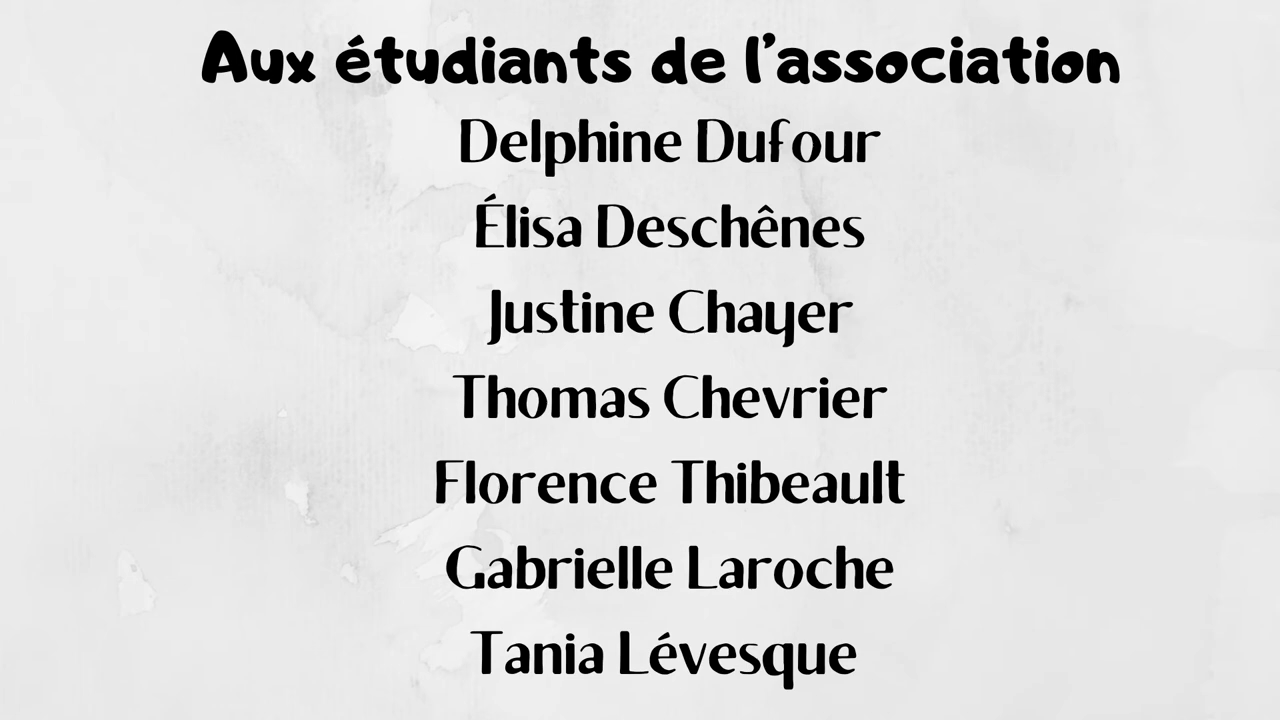 Aux étudiants de l'association
Delphine Dufour
Élisa Deschênes
Justine Chayer
Thomas Chevrier
Florence Thibeault
Gabrielle Laroche
Tania Lévesque